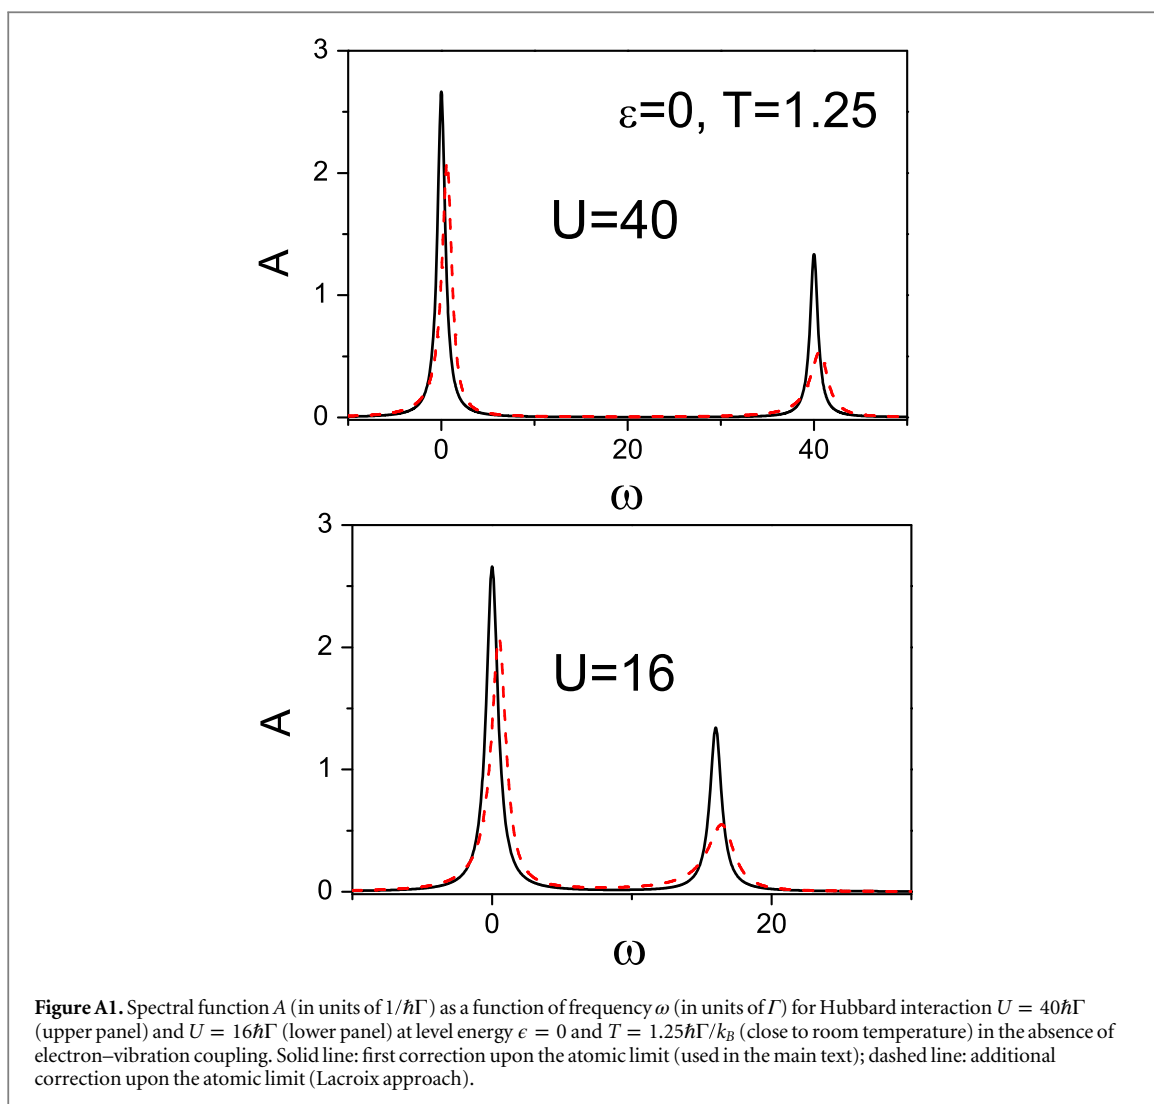 3
ε=0, T=1.25
2
U=40
A
1
0
0 20 40
ω
3
2
U=16
A
1
0
0 20
ω
Figure A1. Spectral function A (in units of 1/ℏΓ) as a function of frequency ω (in units of Γ) for Hubbard interaction U = 40ℏΓ
(upper panel) and U = 16ℏΓ (lower panel) at level energy ϵ = 0 and T = 1.25ℏΓ/k_B (close to room temperature) in the absence of
electron–vibration coupling. Solid line: first correction upon the atomic limit (used in the main text); dashed line: additional
correction upon the atomic limit (Lacroix approach).